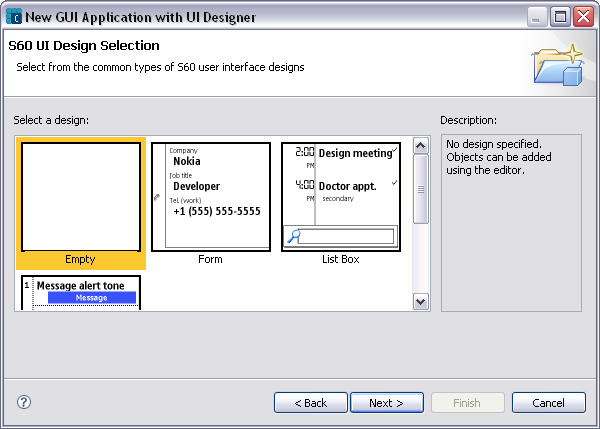 New GUI Application with UI Designer
S60 UI Design Selection
Select from the common types of S60 user interface designs
Select a design:
Description:
No design specified.
Objects can be added
using the editor.
Company
Nokia
Job title
Developer
Tel. (work)
+1 (555) 555-5555
2:00
PM
Design meeting
4:00
PM
Doctor appt.
secondary
Empty
Form
List Box
1
Message alert tone
Message
?
< Back
Next >
Finish
Cancel